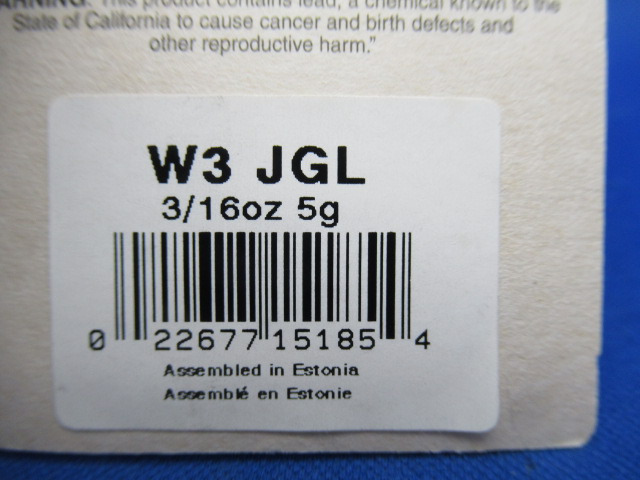 WARNING: This product contains lead, a chemical known to the
State of California to cause cancer and birth defects and
other reproductive harm."
W3 JGL
3/16oz 5g
0 22677 15185 4
Assembled in Estonia
Assemblé en Estonie